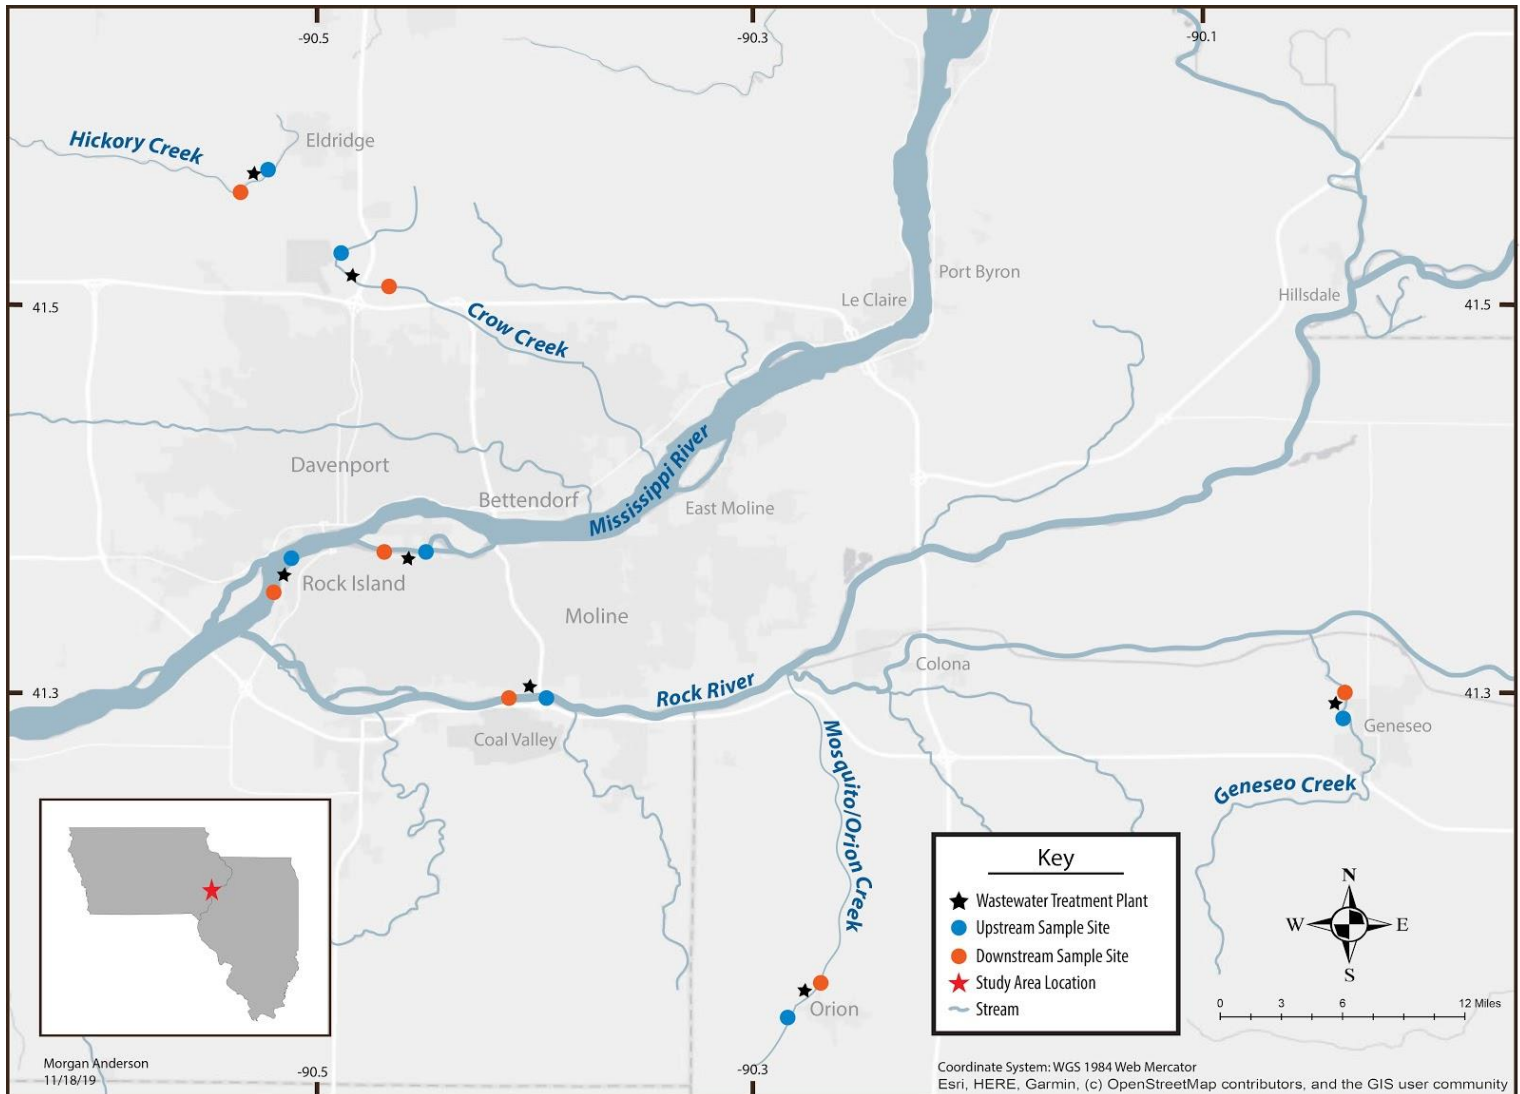 -90.5
-90.3
-90.1
Hickory Creek
Eldridge
Port Byron
Le Claire
Hillsdale
41.5
41.5
Crow Creek
Davenport
Bettendorf
Mississippi River
East Moline
Rock Island
Moline
Colona
41.3
Rock River
41.3
Coal Valley
Geneseo
Mosquito/Orion Creek
Geneseo Creek
Key
Wastewater Treatment Plant
Upstream Sample Site
Downstream Sample Site
Study Area Location
Stream
N
W
E
S
0 3 6 12 Miles
Orion
Morgan Anderson
11/18/19
-90.5
-90.3
Coordinate System: WGS 1984 Web Mercator
Esri, HERE, Garmin, (c) OpenStreetMap contributors, and the GIS user community